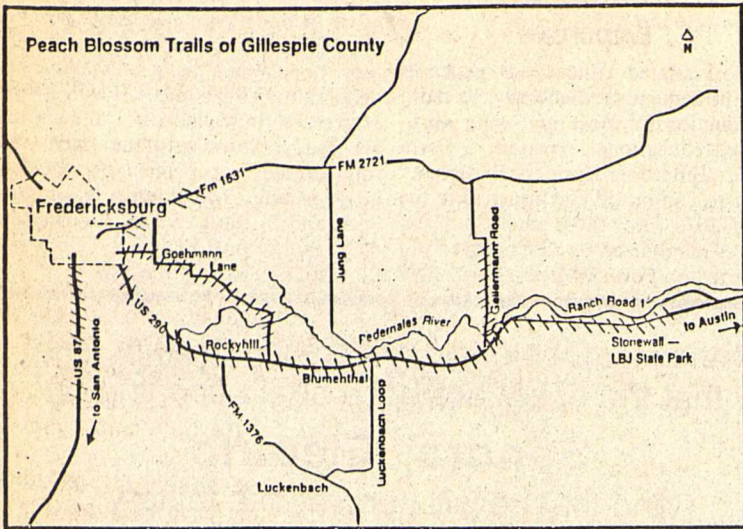 Peach Blossom Trails of Gillespie County
N
Fm 1631
FM 2721
Fredericksburg
Goehmann
Lane
Jung Lane
Gellermann Road
US 290
US 87
to San Antonio
Rockyhill
Pedernales River
Ranch Road 1
to Austin
Stonewall —
LBJ State Park
Blumenthal
FM 1376
Luckenbach Loop
Luckenbach